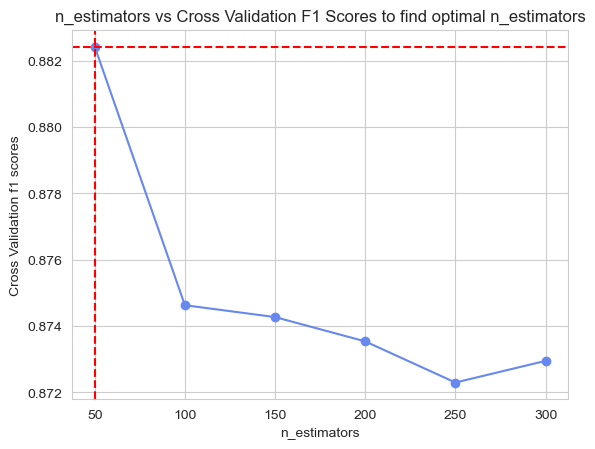 n_estimators vs Cross Validation F1 Scores to find optimal n_estimators
0.882
0.880
0.878
0.876
0.874
0.872
Cross Validation f1 scores
50 100 150 200 250 300
n_estimators